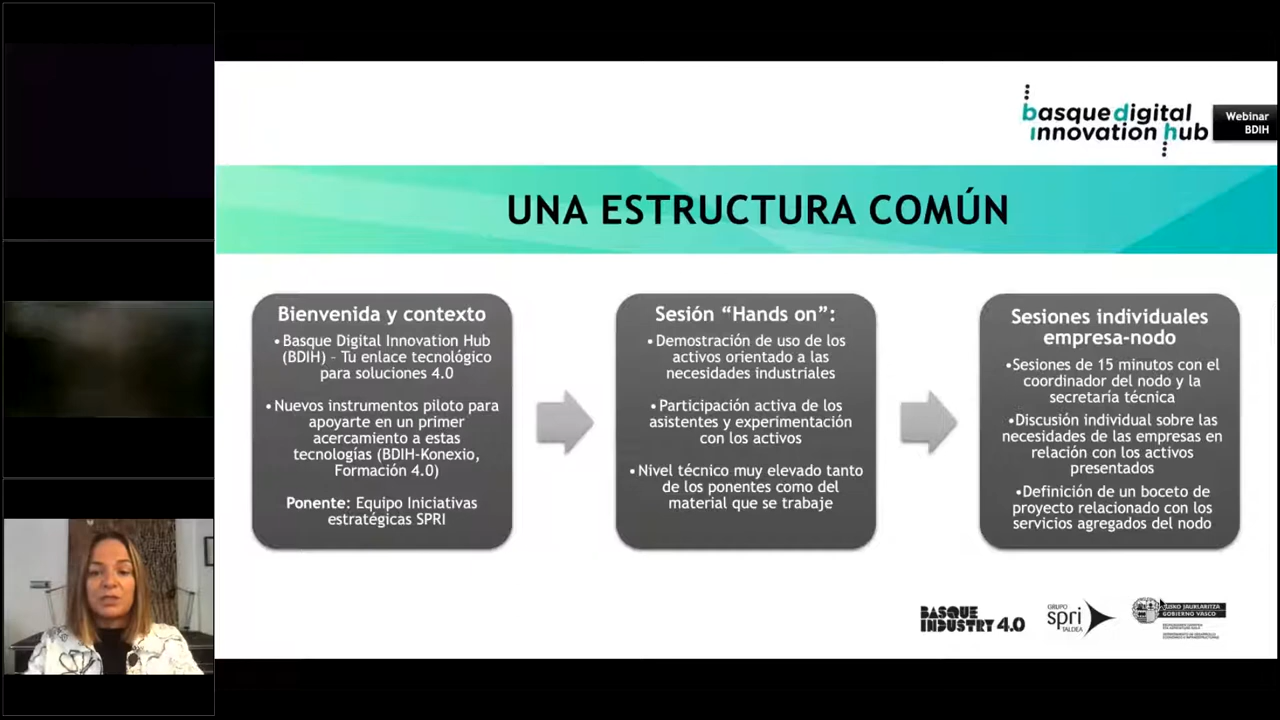 basque digital
innovation hub
Webinar
BDIH
UNA ESTRUCTURA COMÚN
Bienvenida y contexto
•Basque Digital Innovation Hub
(BDIH) – Tu enlace tecnológico
para soluciones 4.0
•Nuevos instrumentos piloto para
apoyarte en un primer
acercamiento a estas
tecnologías (BDIH-Konexio,
Formación 4.0)
Ponente: Equipo Iniciativas
estratégicas SPRI
Sesión “Hands on”:
•Demostración de uso de los
activos orientado a las
necesidades industriales
•Participación activa de los
asistentes y experimentación
con los activos
•Nivel técnico muy elevado tanto
de los ponentes como del
material que se trabaje
Sesiones individuales
empresa-nodo
•Sesiones de 15 minutos con el
coordinador del nodo y la
secretaría técnica
•Discusión individual sobre las
necesidades de las empresas en
relación con los activos
presentados
•Definición de un boceto de
proyecto relacionado con los
servicios agregados del nodo
BASQUE
INDUSTRY 4.0
GRUPO
spri
TALDEA
EUSKO JAURLARITZA
GOBIERNO VASCO